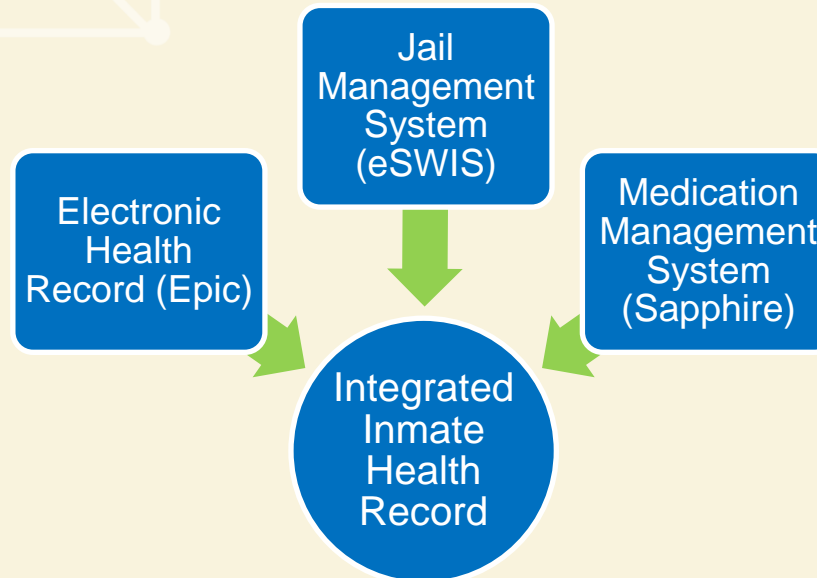 Jail
Management
System
(eSWIS)
Electronic
Health
Record (Epic)
Medication
Management
System
(Sapphire)
Integrated
Inmate
Health
Record